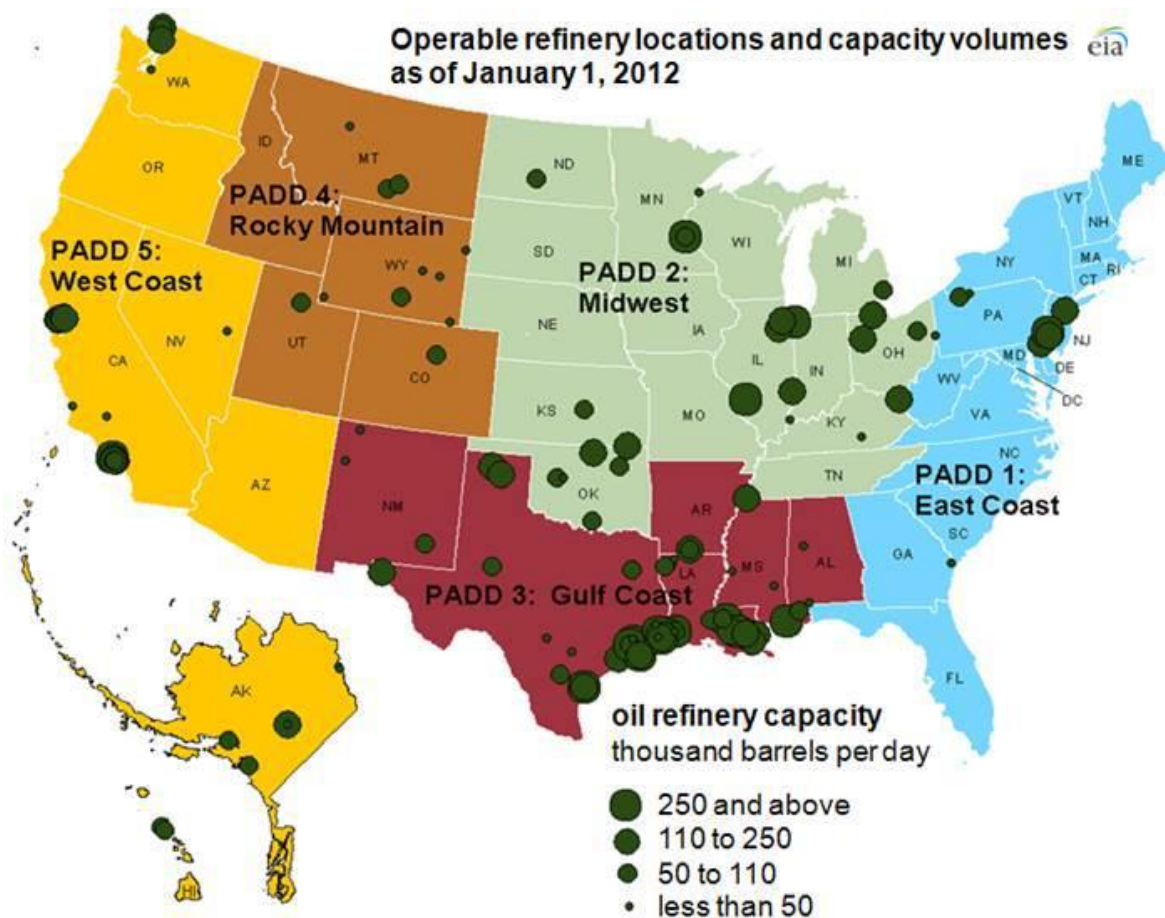 Operable refinery locations and capacity volumes
as of January 1, 2012
eia
WA
OR
ID
MT
ND
MN
WI
MI
ME
VT
NH
NY
MA
RI
CT
PADD 4:
Rocky Mountain
PADD 5:
West Coast
WY
SD
PADD 2:
Midwest
IA
NE
PA
NJ
OH
MD
DE
DC
NV
UT
CA
CO
IL
IN
WV
VA
KS
MO
KY
NC
TN
PADD 1:
East Coast
AZ
NM
OK
AR
SC
GA
AL
MS
LA
PADD 3: Gulf Coast
FL
AK
HI
oil refinery capacity
thousand barrels per day
250 and above
110 to 250
50 to 110
less than 50